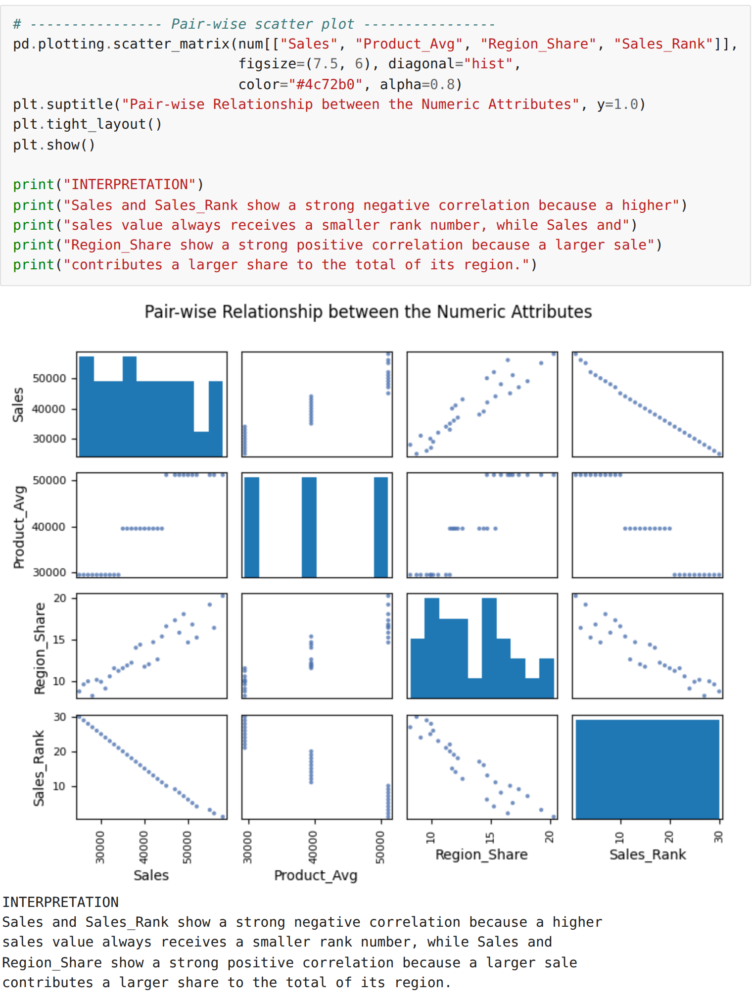 # ---------------- Pair-wise scatter plot ----------------
pd.plotting.scatter_matrix(num[["Sales", "Product_Avg", "Region_Share", "Sales_Rank"]],
                           figsize=(7.5, 6), diagonal="hist",
                           color="#4c72b0", alpha=0.8)
plt.suptitle("Pair-wise Relationship between the Numeric Attributes", y=1.0)
plt.tight_layout()
plt.show()

print("INTERPRETATION")
print("Sales and Sales_Rank show a strong negative correlation because a higher")
print("sales value always receives a smaller rank number, while Sales and")
print("Region_Share show a strong positive correlation because a larger sale")
print("contributes a larger share to the total of its region.")
Pair-wise Relationship between the Numeric Attributes
Sales
50000
40000
30000
Product_Avg
50000
40000
30000
Region_Share
20
15
10
Sales_Rank
30
20
10
30000 40000 50000 30000 40000 50000 10 15 20 10 20 30
Sales Product_Avg Region_Share Sales_Rank
INTERPRETATION
Sales and Sales_Rank show a strong negative correlation because a higher
sales value always receives a smaller rank number, while Sales and
Region_Share show a strong positive correlation because a larger sale
contributes a larger share to the total of its region.